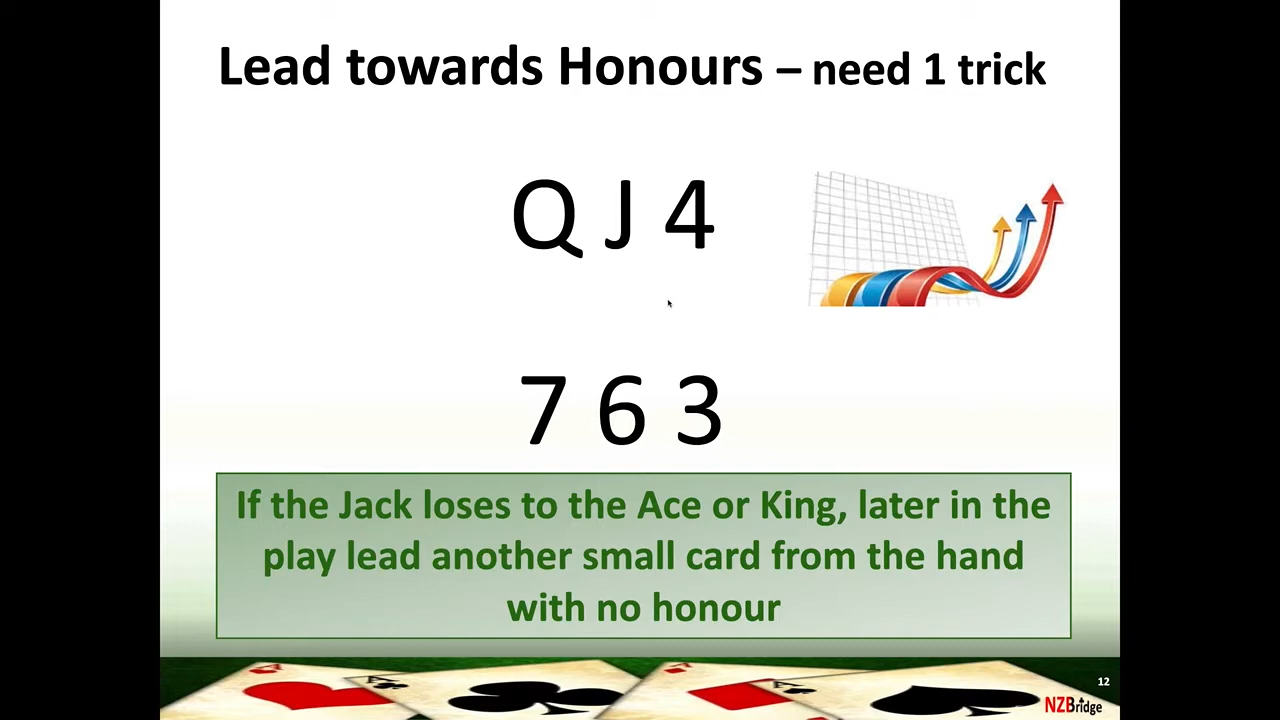 Lead towards Honours – need 1 trick
Q J 4
7 6 3
If the Jack loses to the Ace or King, later in the
play lead another small card from the hand
with no honour
12
NZBridge